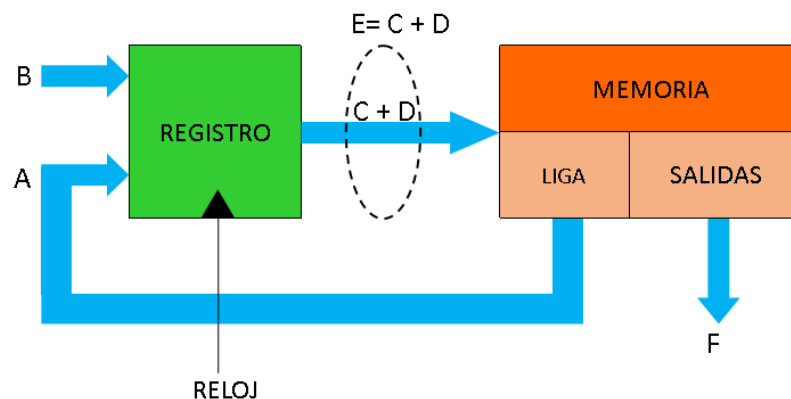 E= C + D
B
MEMORIA
C + D
REGISTRO
A
LIGA
SALIDAS
F
RELOJ